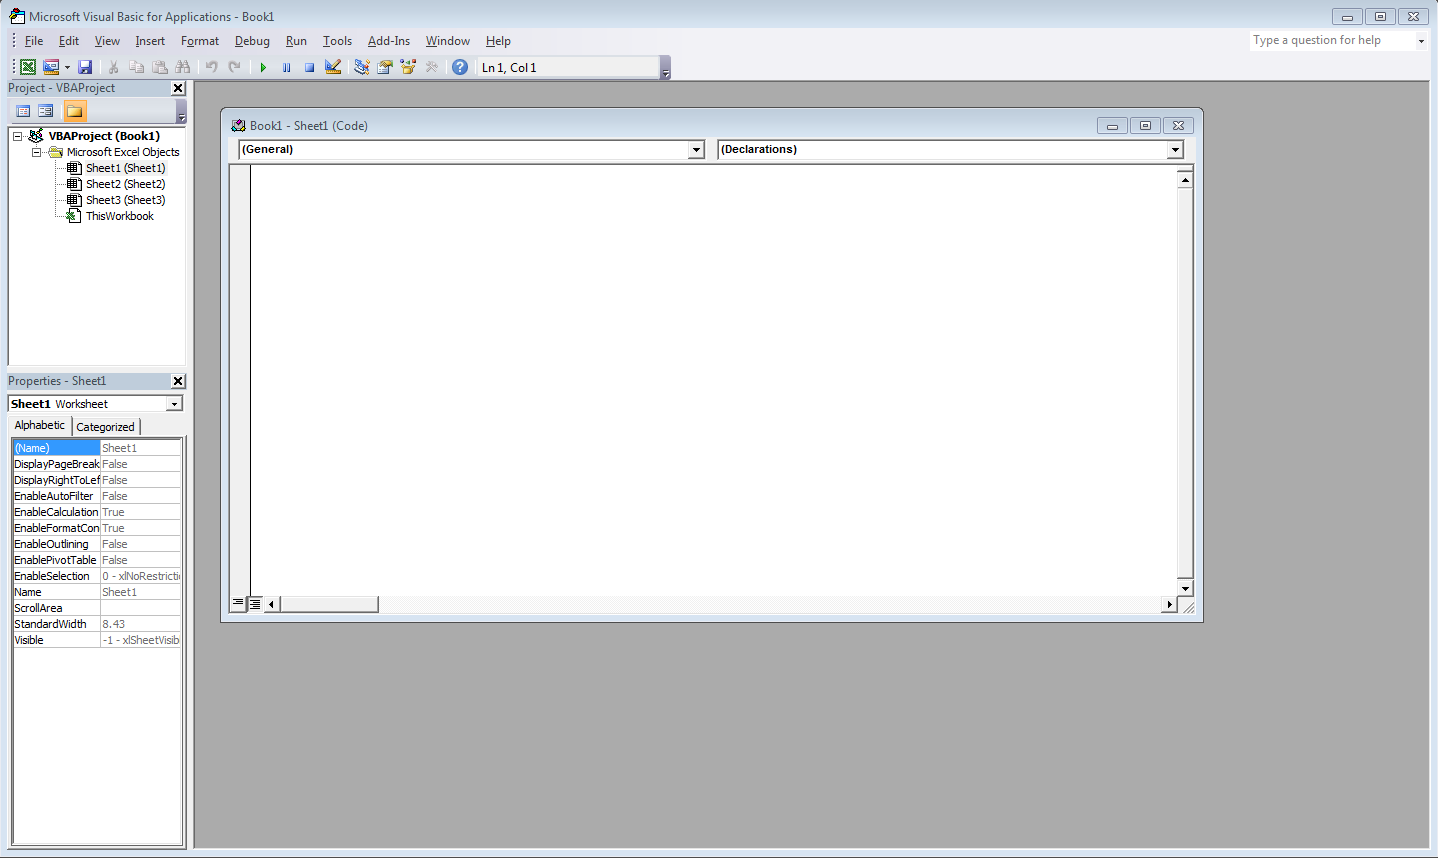 Microsoft Visual Basic for Applications - Book1
File Edit View Insert Format Debug Run Tools Add-Ins Window Help
Type a question for help
Ln 1, Col 1
Project - VBAProject
VBAProject (Book1)
Microsoft Excel Objects
Sheet1 (Sheet1)
Sheet2 (Sheet2)
Sheet3 (Sheet3)
ThisWorkbook
Properties - Sheet1
Sheet1 Worksheet
Alphabetic Categorized
(Name) Sheet1
DisplayPageBreak False
DisplayRightToLef False
EnableAutoFilter False
EnableCalculation True
EnableFormatCon True
EnableOutlining False
EnablePivotTable False
EnableSelection 0 - xlNoRestricti
Name Sheet1
ScrollArea
StandardWidth 8.43
Visible -1 - xlSheetVisib
Book1 - Sheet1 (Code)
(General) (Declarations)